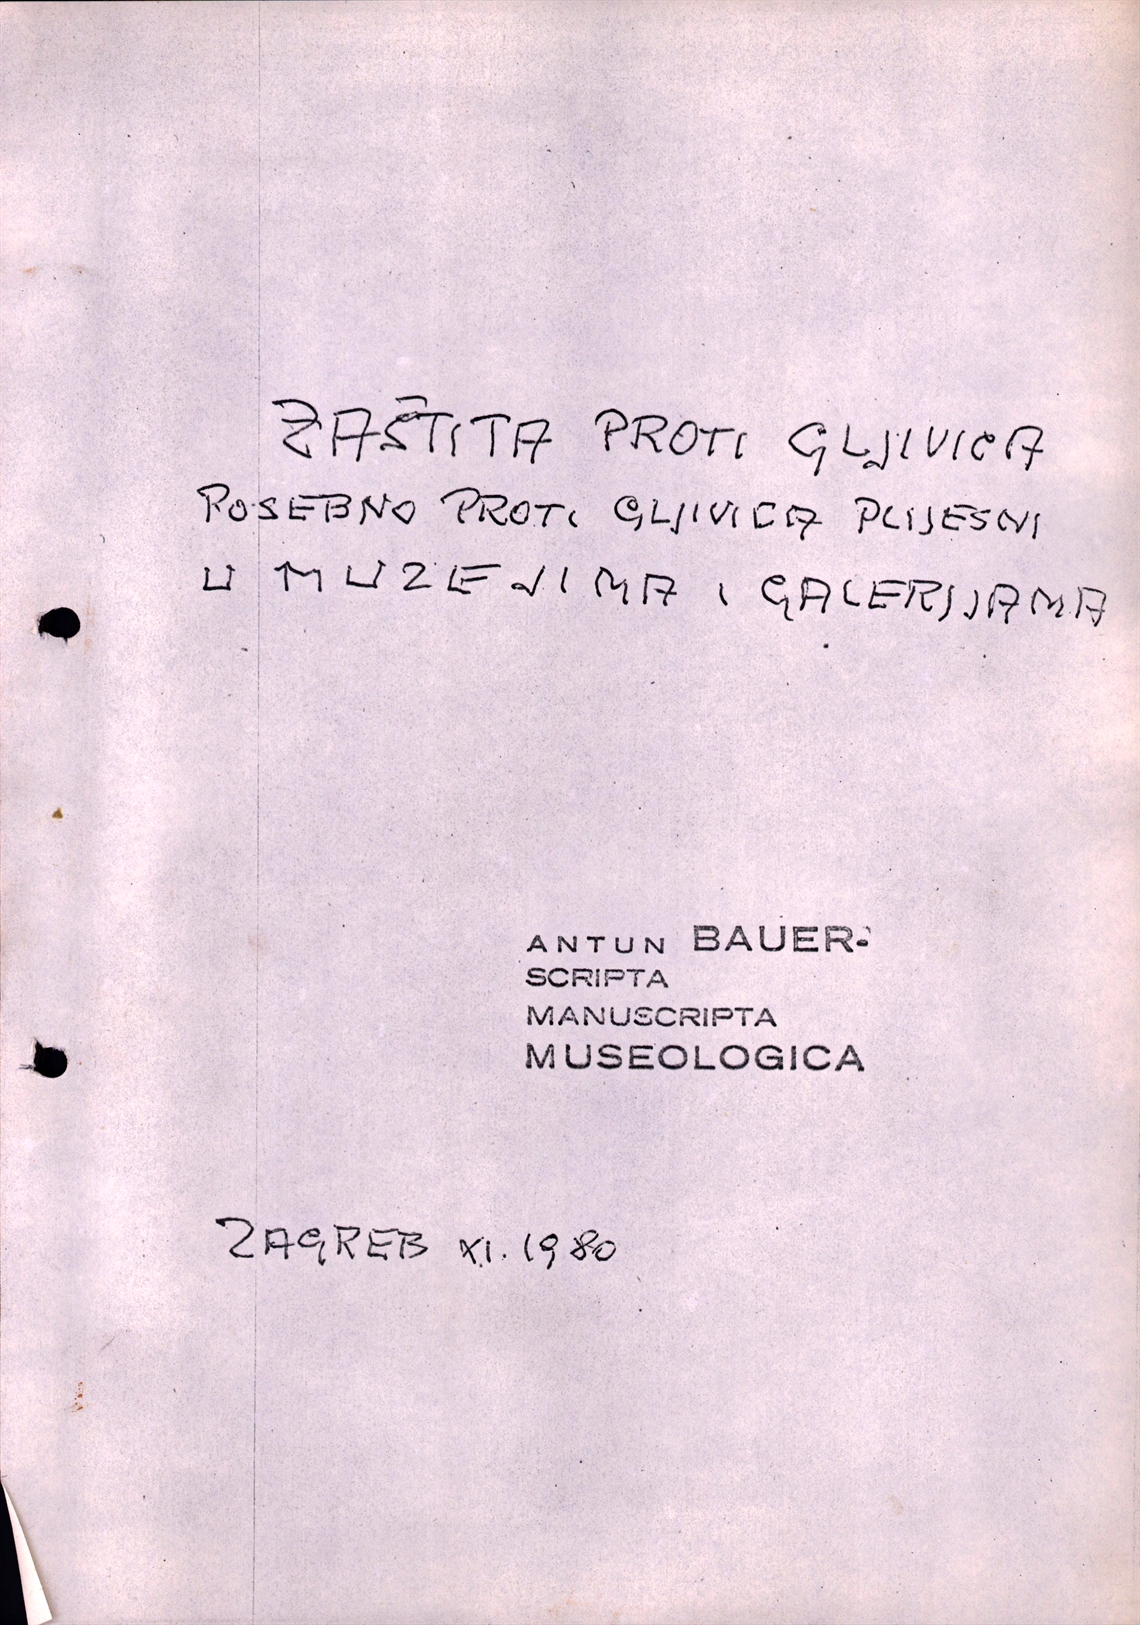 ZAŠTITA PROTI GLJIVICA
POSEBNO PROTI GLJIVICA PLIJESNI
U MUZEJIMA I GALERIJAMA
ANTUN BAUER:
SCRIPTA
MANUSCRIPTA
MUSEOLOGICA
ZAGREB XI. 1980